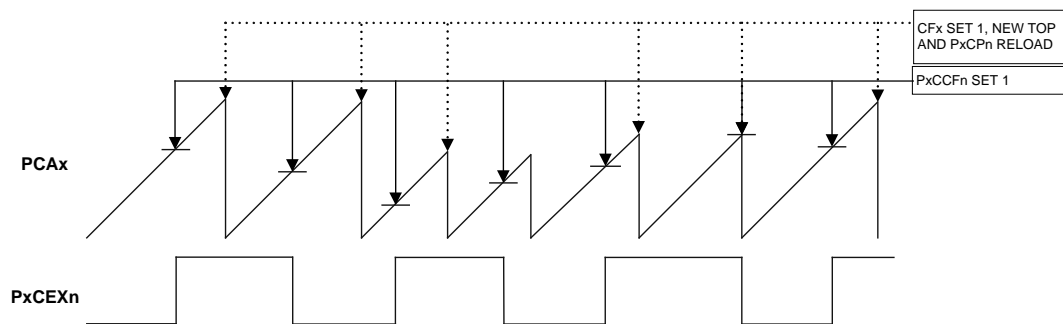 CFx SET 1, NEW TOP
AND PxCPn RELOAD
PxCCFn SET 1
PCAx
PxCEXn